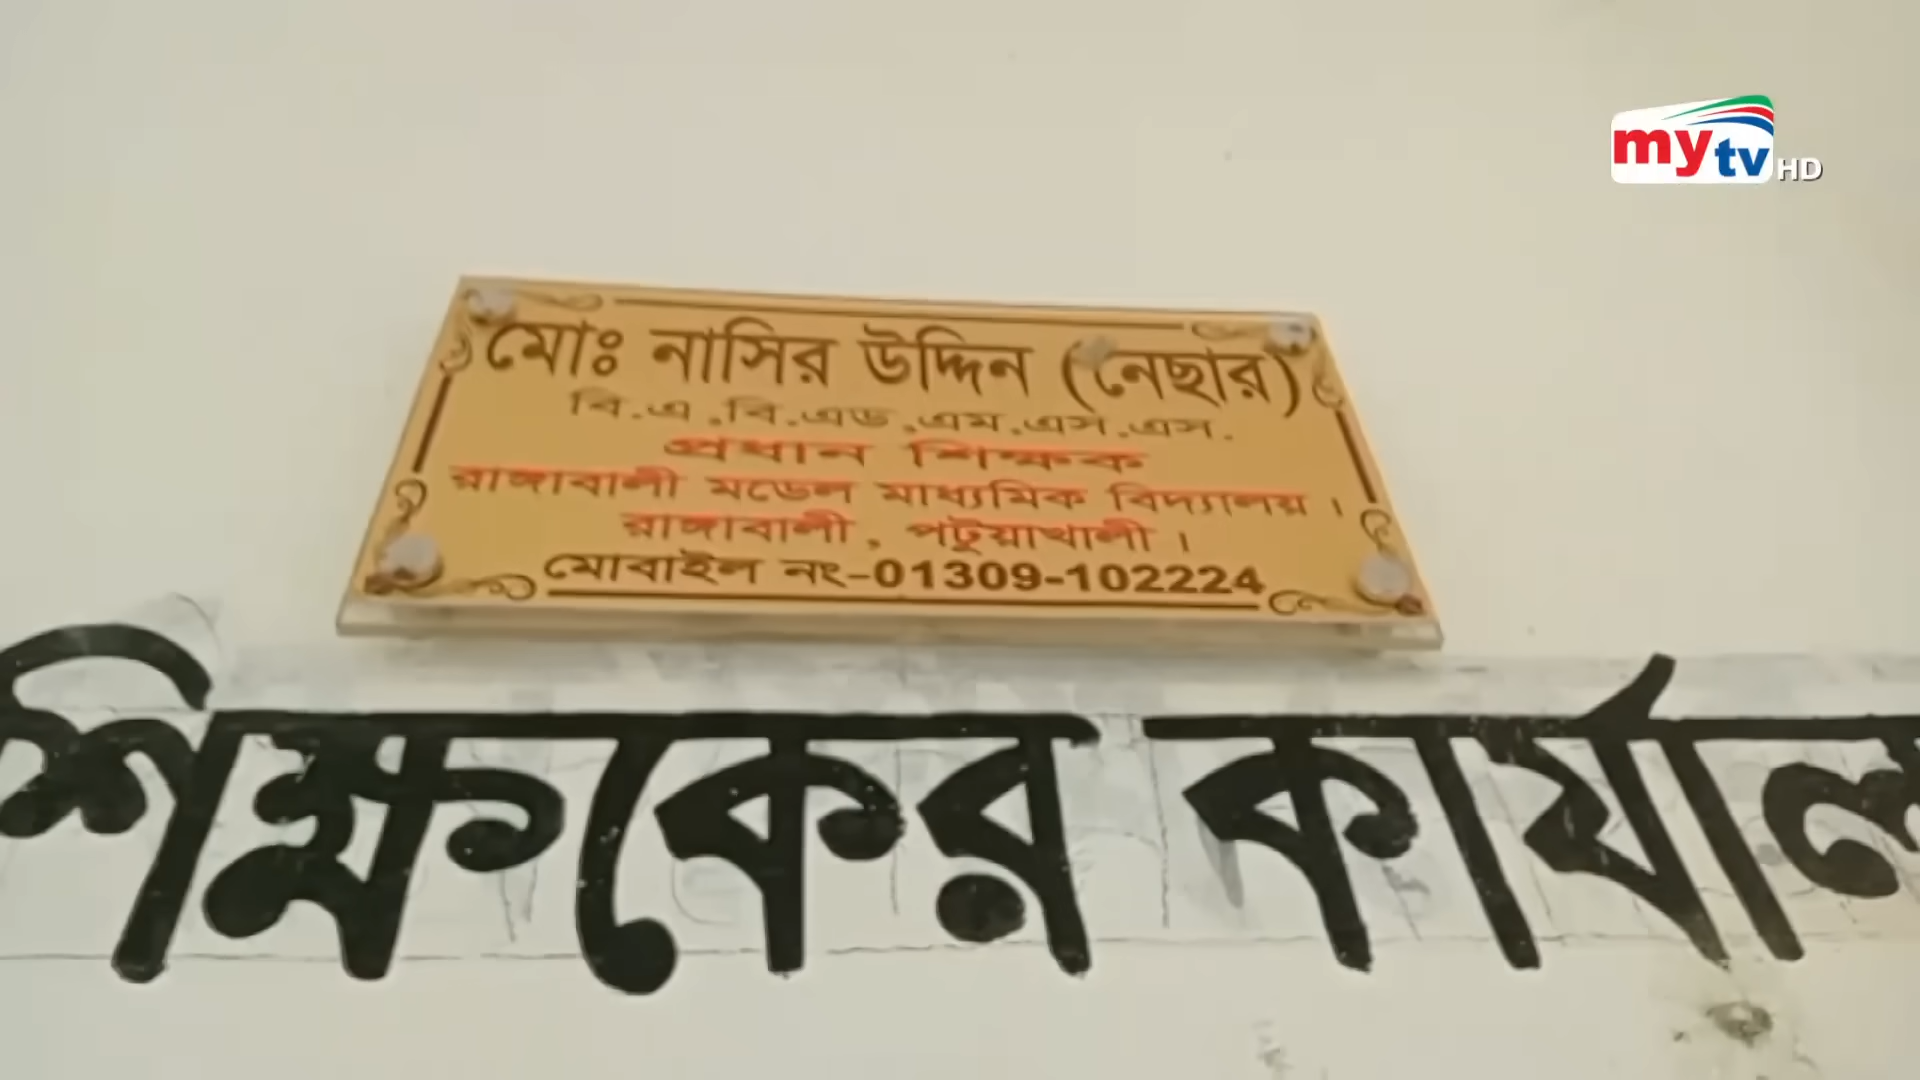 mytv HD
মোঃ নাসির উদ্দিন (নেছার)
বি.এ,বি.এড,এম.এস.এস.
প্রধান শিক্ষক
রাঙ্গাবালী মডেল মাধ্যমিক বিদ্যালয় ।
রাঙ্গাবালী, পটুয়াখালী ।
মোবাইল নং-01309-102224
শিক্ষকের কার্যাল